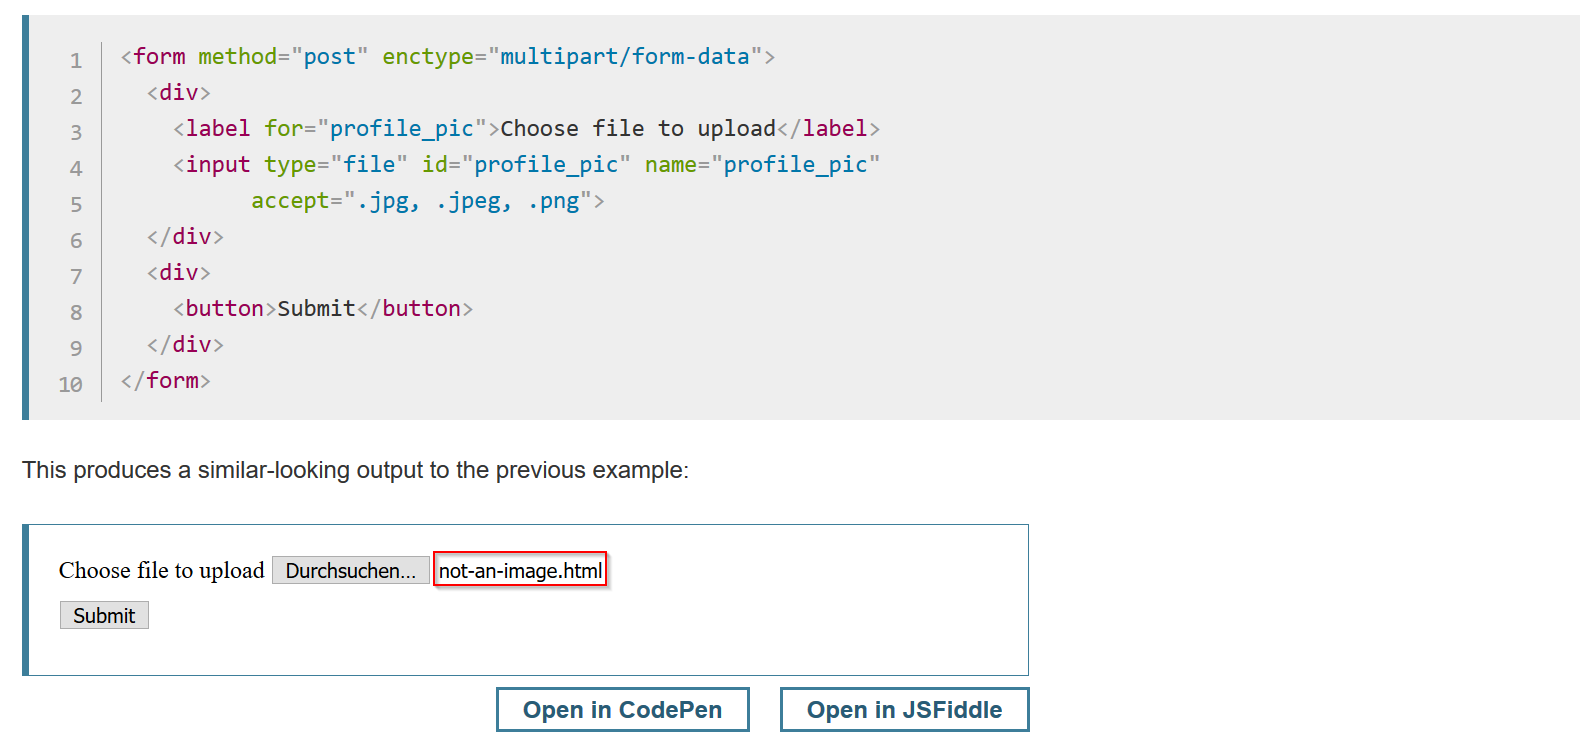 1 <form method="post" enctype="multipart/form-data">
2   <div>
3     <label for="profile_pic">Choose file to upload</label>
4     <input type="file" id="profile_pic" name="profile_pic"
5           accept=".jpg, .jpeg, .png">
6   </div>
7   <div>
8     <button>Submit</button>
9   </div>
10 </form>
This produces a similar-looking output to the previous example:
Choose file to upload Durchsuchen... not-an-image.html
Submit
Open in CodePen Open in JSFiddle